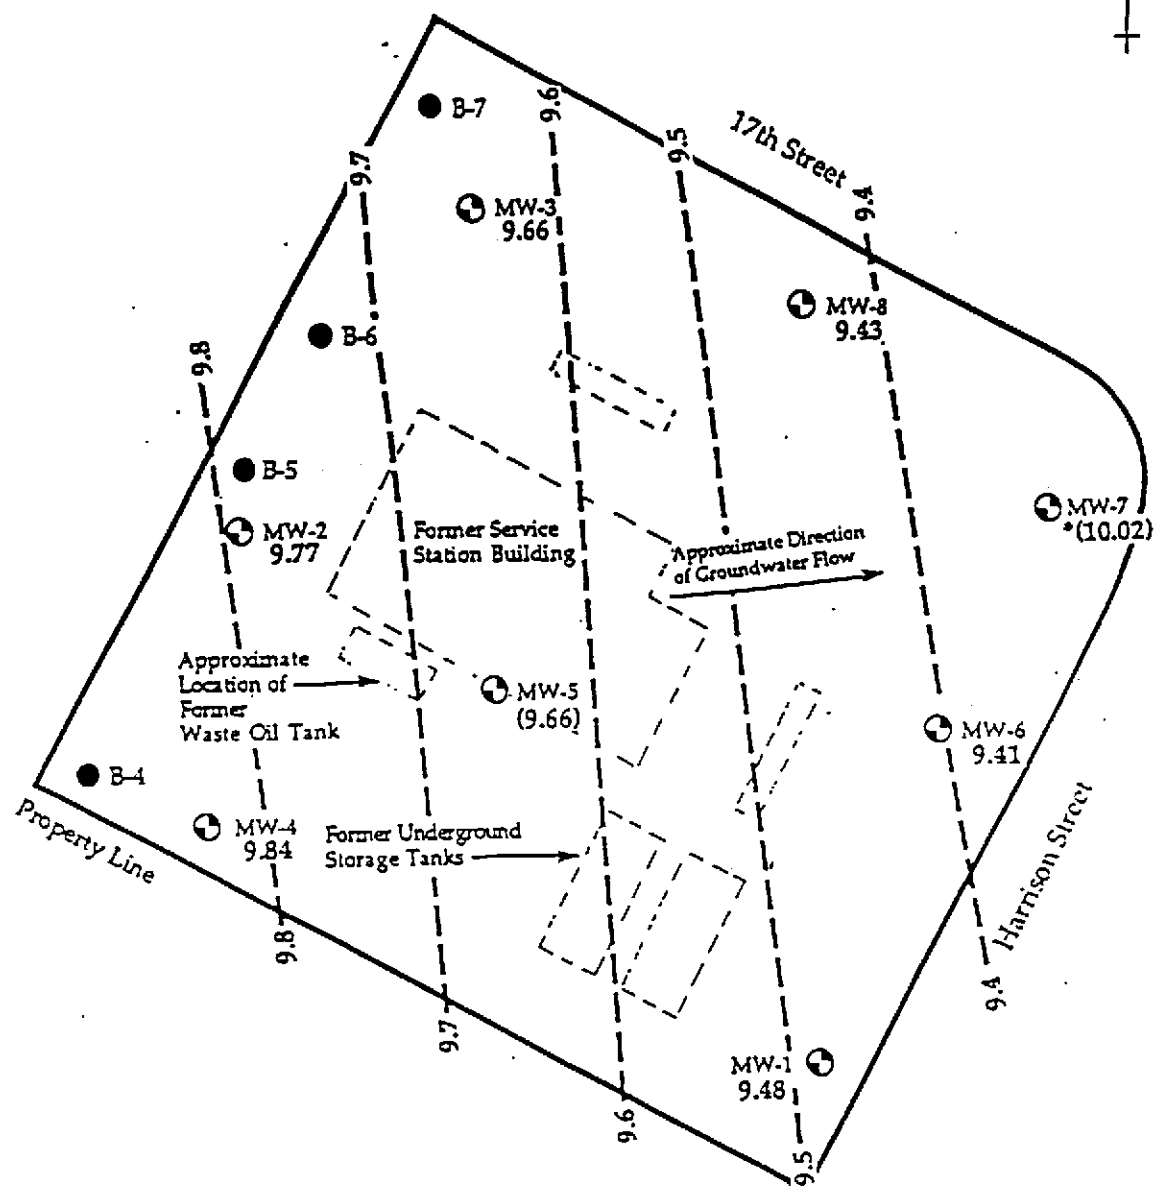 B-7
9.6
17th Street
9.5
9.7
9.4
MW-3
9.66
MW-8
9.43
B-6
9.8
B-5
MW-2
9.77
Former Service
Station Building
Approximate Direction
of Groundwater Flow
MW-7
*(10.02)
Approximate
Location of
Former
Waste Oil Tank
MW-5
(9.66)
MW-6
9.41
B-4
Property Line
MW-4
9.84
Former Underground
Storage Tanks
Harrison Street
9.8
9.7
9.4
MW-1
9.48
9.6
9.5